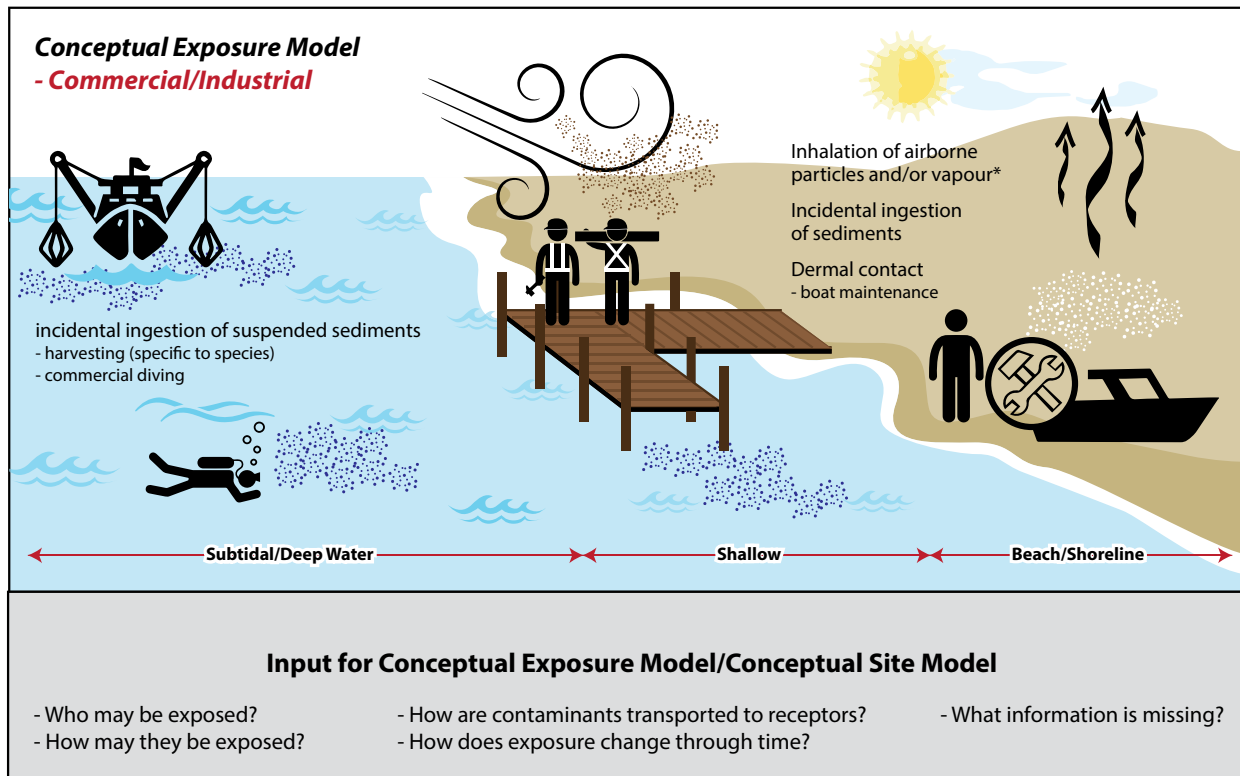 Conceptual Exposure Model
- Commercial/Industrial
Inhalation of airborne
particles and/or vapour*
Incidental ingestion
of sediments
Dermal contact
- boat maintenance
incidental ingestion of suspended sediments
- harvesting (specific to species)
- commercial diving
Subtidal/Deep Water
Shallow
Beach/Shoreline
Input for Conceptual Exposure Model/Conceptual Site Model
- Who may be exposed?
- How may they be exposed?
- How are contaminants transported to receptors?
- How does exposure change through time?
- What information is missing?